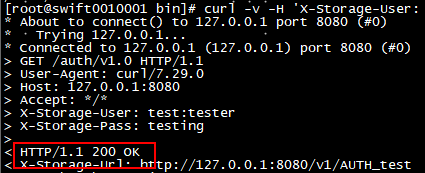 [root@swift0010001 bin]# curl -v -H 'X-Storage-User:
* About to connect() to 127.0.0.1 port 8080 (#0)
*   Trying 127.0.0.1...
* Connected to 127.0.0.1 (127.0.0.1) port 8080 (#0)
> GET /auth/v1.0 HTTP/1.1
> User-Agent: curl/7.29.0
> Host: 127.0.0.1:8080
> Accept: */*
> X-Storage-User: test:tester
> X-Storage-Pass: testing
>
< HTTP/1.1 200 OK
< X-Storage-Url: http://127.0.0.1:8080/v1/AUTH_test